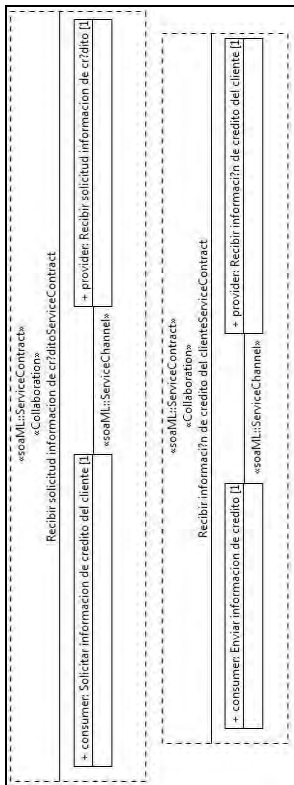 «soaML::ServiceContract»
«Collaboration»
Recibir solicitud informacion de cr?ditoServiceContract
+ consumer: Solicitar informacion de credito del cliente [1
«soaML::ServiceChannel»
+ provider: Recibir solicitud informacion de cr?dito [1
«soaML::ServiceContract»
«Collaboration»
Recibir informaci?n de credito del clienteServiceContract
+ consumer: Enviar informacion de credito [1
«soaML::ServiceChannel»
+ provider: Recibir informaci?n de credito del cliente [1